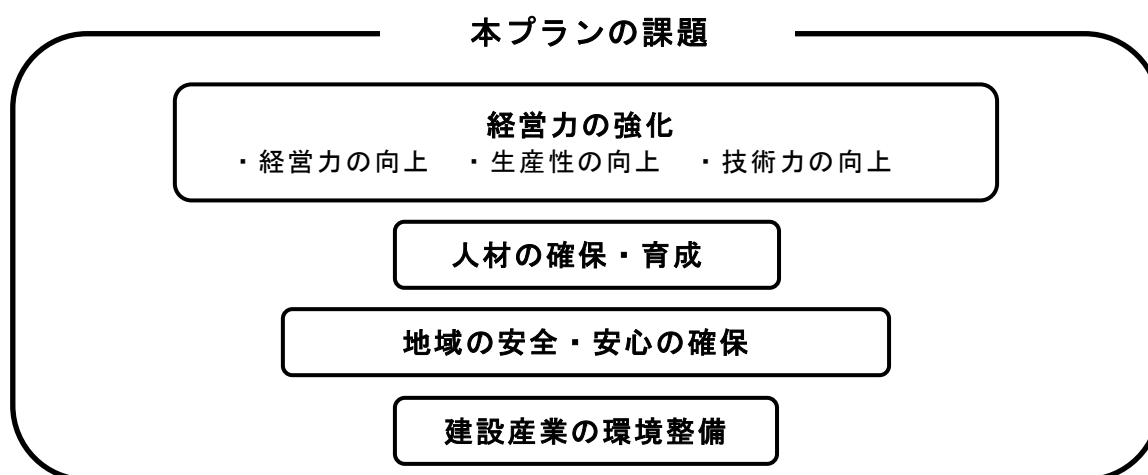 本プランの課題
経営力の強化
・経営力の向上　・生産性の向上　・技術力の向上
人材の確保・育成
地域の安全・安心の確保
建設産業の環境整備